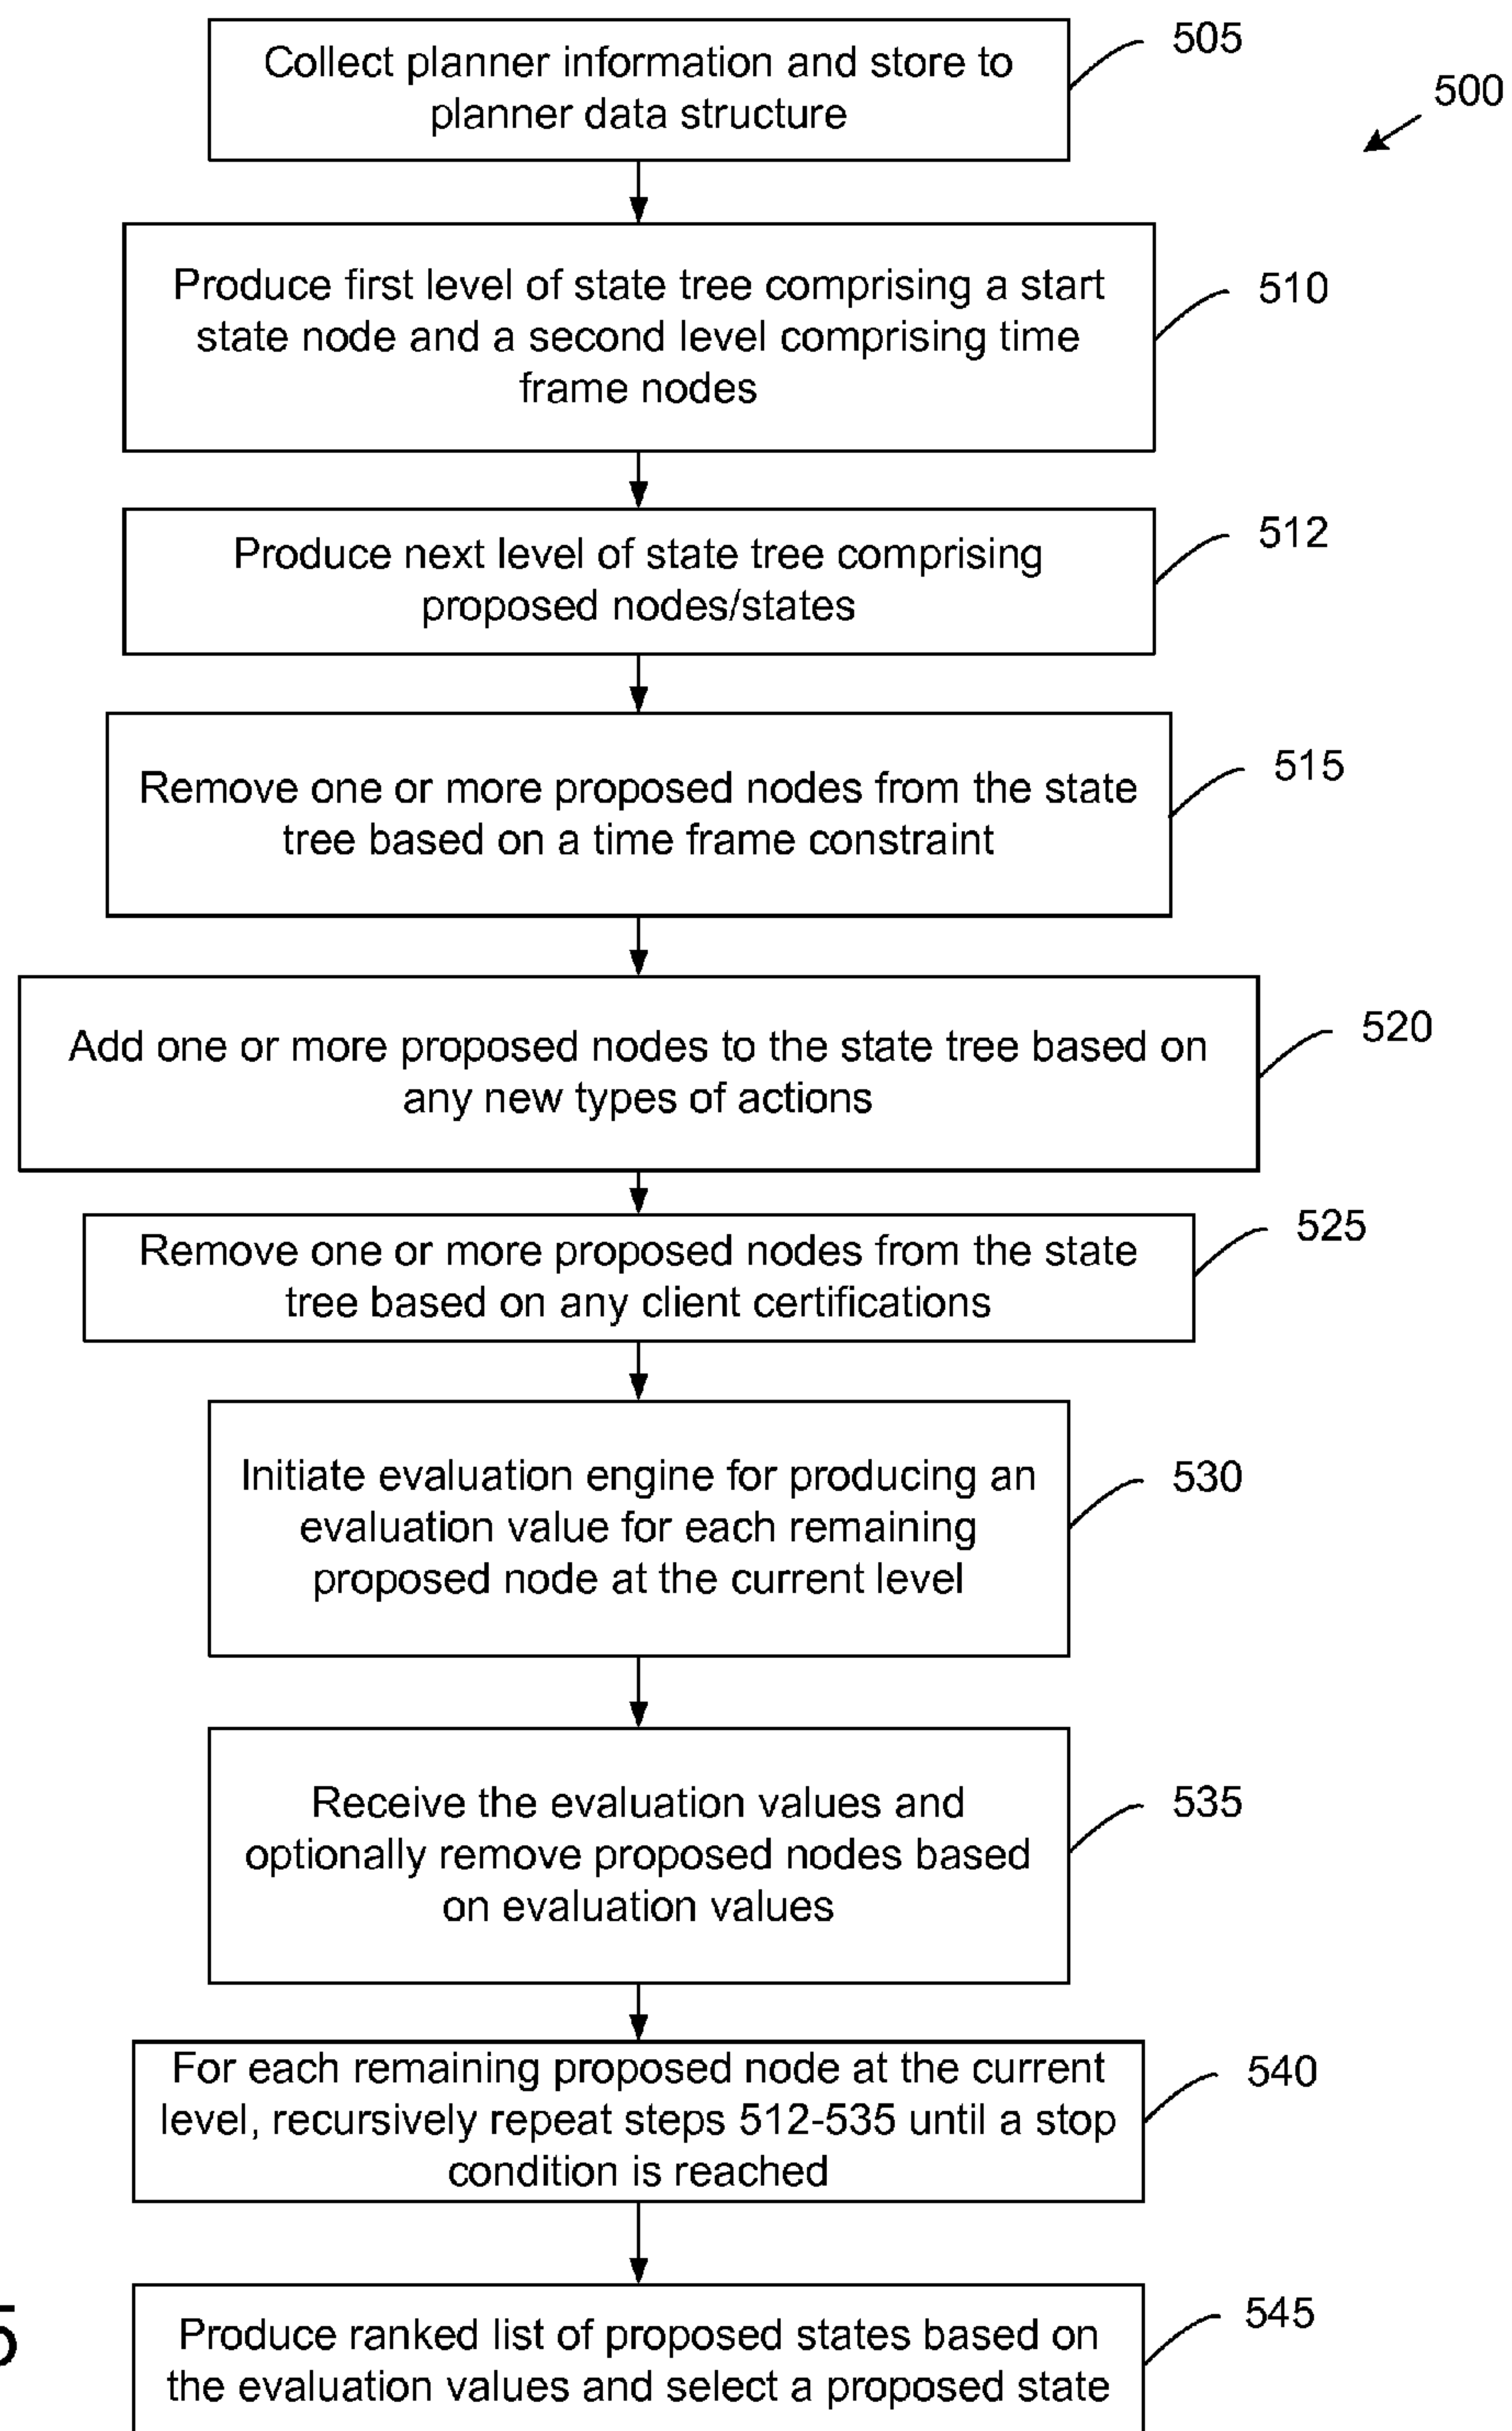 Collect planner information and store to
planner data structure
505
500
Produce first level of state tree comprising a start
state node and a second level comprising time
frame nodes
510
Produce next level of state tree comprising
proposed nodes/states
512
Remove one or more proposed nodes from the state
tree based on a time frame constraint
515
Add one or more proposed nodes to the state tree based on
any new types of actions
520
Remove one or more proposed nodes from the state
tree based on any client certifications
525
Initiate evaluation engine for producing an
evaluation value for each remaining
proposed node at the current level
530
Receive the evaluation values and
optionally remove proposed nodes based
on evaluation values
535
For each remaining proposed node at the current
level, recursively repeat steps 512-535 until a stop
condition is reached
540
Produce ranked list of proposed states based on
the evaluation values and select a proposed state
545